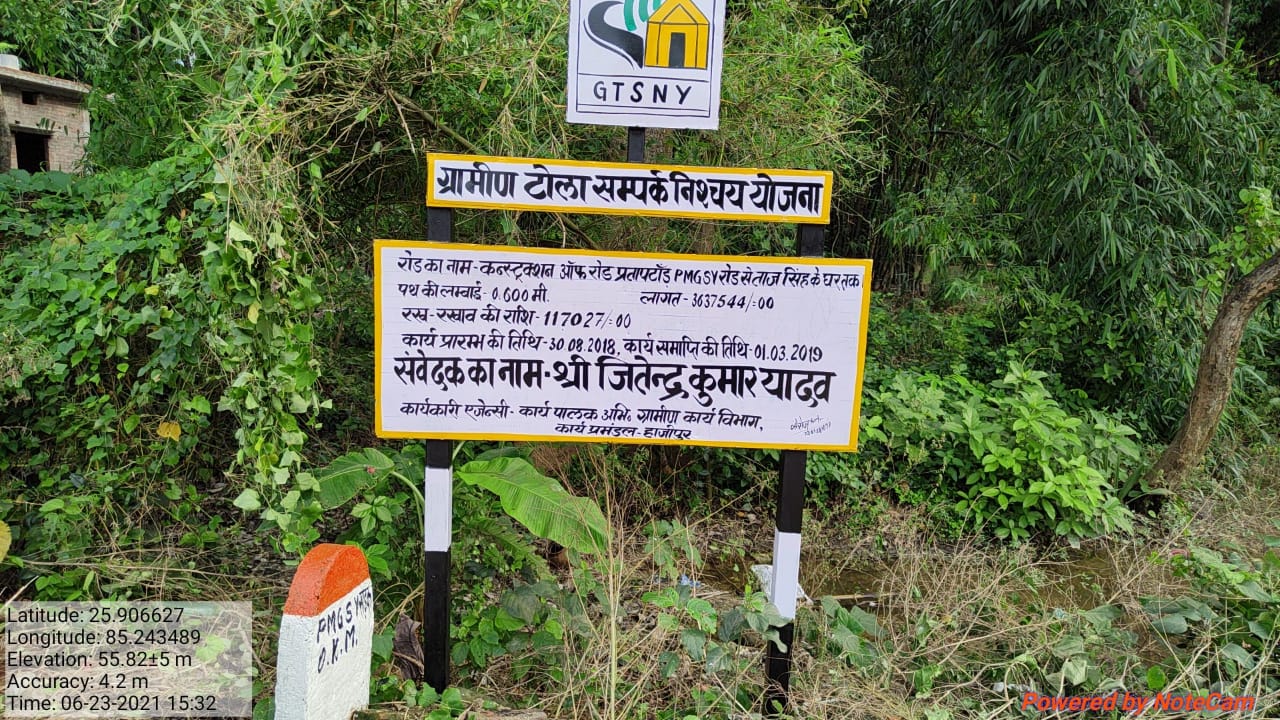 GTSNY
ग्रामीण टोला सम्पर्क निश्चय योजना
रोड का नाम - कन्स्ट्रक्शन ऑफ रोड प्रतापटाँड़ PMGSY रोड से ताज सिंह के घर तक
पथ की लम्बाई - 0.600 मी. लागत - 3637544/=00
रख-रखाव की राशि - 117027/=00
कार्य प्रारम्भ की तिथि - 30.08.2018, कार्य समाप्ति की तिथि - 01.03.2019
संवेदक का नाम - श्री जितेन्द्र कुमार यादव
कार्यकारी एजेन्सी - कार्य पालक अभि॰ ग्रामीण कार्य विभाग,
कार्य प्रमंडल - हाजीपुर
PMGSY
0.K.M.
Latitude: 25.906627
Longitude: 85.243489
Elevation: 55.82±5 m
Accuracy: 4.2 m
Time: 06-23-2021 15:32
Powered by NoteCam